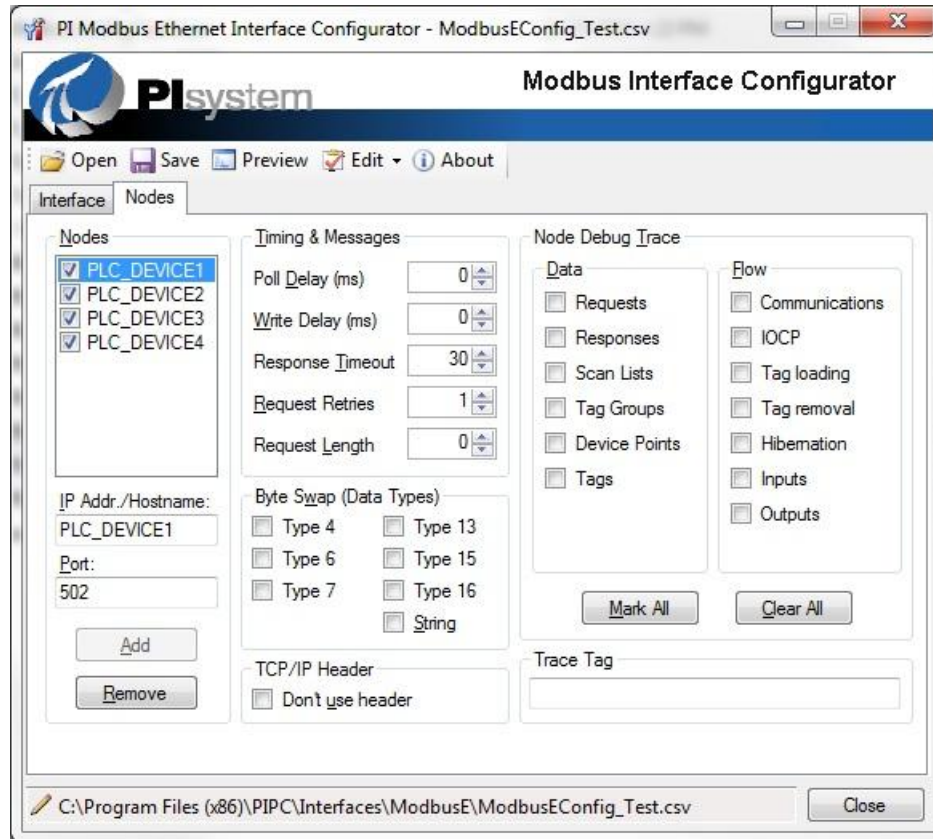 PI Modbus Ethernet Interface Configurator - ModbusEConfig_Test.csv
PIsystem
Modbus Interface Configurator
Open Save Preview Edit About
Interface Nodes
Nodes
PLC_DEVICE1
PLC_DEVICE2
PLC_DEVICE3
PLC_DEVICE4
IP Addr./Hostname:
PLC_DEVICE1
Port:
502
Add
Remove
Timing & Messages
Poll Delay (ms) 0
Write Delay (ms) 0
Response Timeout 30
Request Retries 1
Request Length 0
Byte Swap (Data Types)
Type 4 Type 13
Type 6 Type 15
Type 7 Type 16
String
TCP/IP Header
Don't use header
Node Debug Trace
Data
Requests
Responses
Scan Lists
Tag Groups
Device Points
Tags
Flow
Communications
IOCP
Tag loading
Tag removal
Hibernation
Inputs
Outputs
Mark All Clear All
Trace Tag
C:\Program Files (x86)\PIPC\Interfaces\ModbusE\ModbusEConfig_Test.csv Close